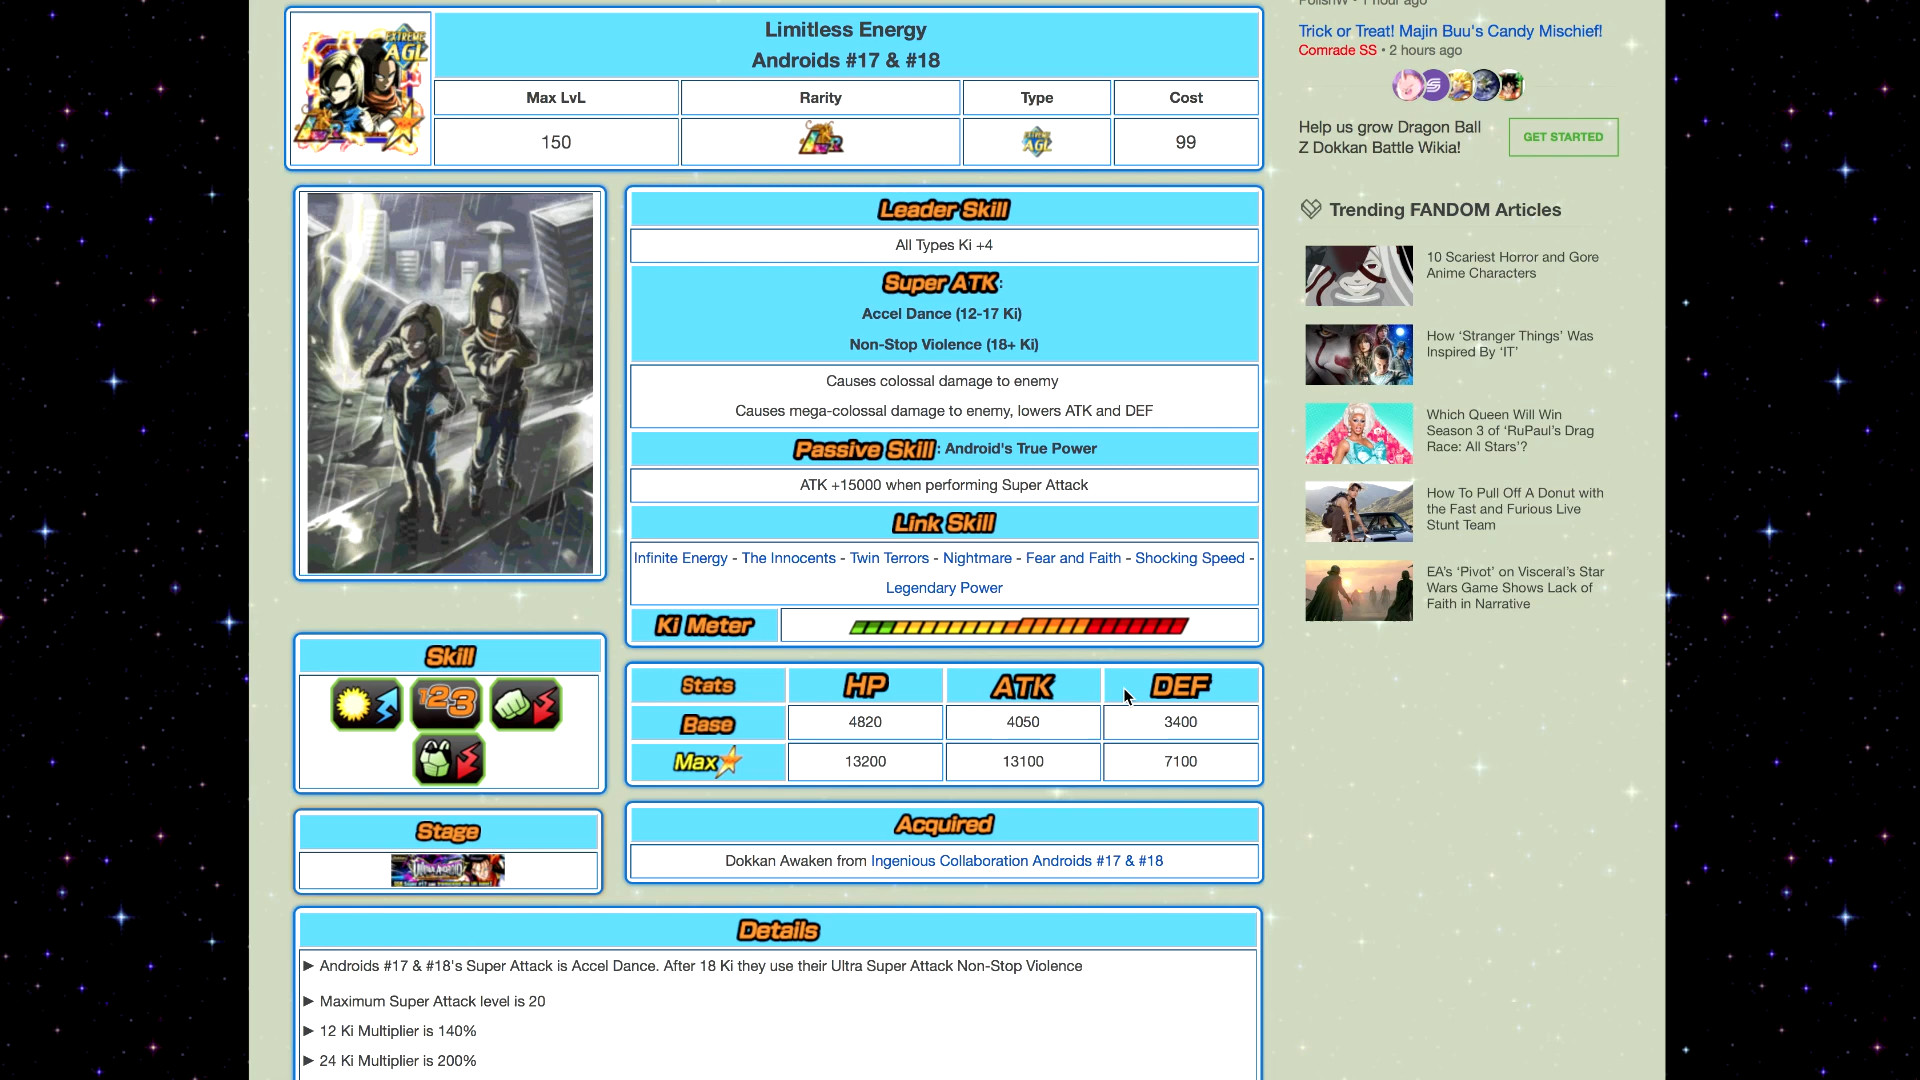 Limitless Energy
Androids #17 & #18
EXTREME
AGL
LR
Max LvL
Rarity
Type
Cost
150
LR
EXTREME
AGL
99
Leader Skill
All Types Ki +4
Super ATK:
Accel Dance (12-17 Ki)
Non-Stop Violence (18+ Ki)
Causes colossal damage to enemy
Causes mega-colossal damage to enemy, lowers ATK and DEF
Passive Skill: Android's True Power
ATK +15000 when performing Super Attack
Link Skill
Infinite Energy - The Innocents - Twin Terrors - Nightmare - Fear and Faith - Shocking Speed -
Legendary Power
Ki Meter
Skill
123
Stats
HP
ATK
DEF
Base
4820
4050
3400
Max
13200
13100
7100
Stage
Acquired
Dokkan Awaken from Ingenious Collaboration Androids #17 & #18
Details
► Androids #17 & #18's Super Attack is Accel Dance. After 18 Ki they use their Ultra Super Attack Non-Stop Violence
► Maximum Super Attack level is 20
► 12 Ki Multiplier is 140%
► 24 Ki Multiplier is 200%
PolishW • 1 hour ago
Trick or Treat! Majin Buu's Candy Mischief!
Comrade SS • 2 hours ago
Help us grow Dragon Ball
Z Dokkan Battle Wikia!
GET STARTED
Trending FANDOM Articles
10 Scariest Horror and Gore
Anime Characters
How ‘Stranger Things’ Was
Inspired By ‘IT’
Which Queen Will Win
Season 3 of ‘RuPaul’s Drag
Race: All Stars’?
How To Pull Off A Donut with
the Fast and Furious Live
Stunt Team
EA’s ‘Pivot’ on Visceral’s Star
Wars Game Shows Lack of
Faith in Narrative